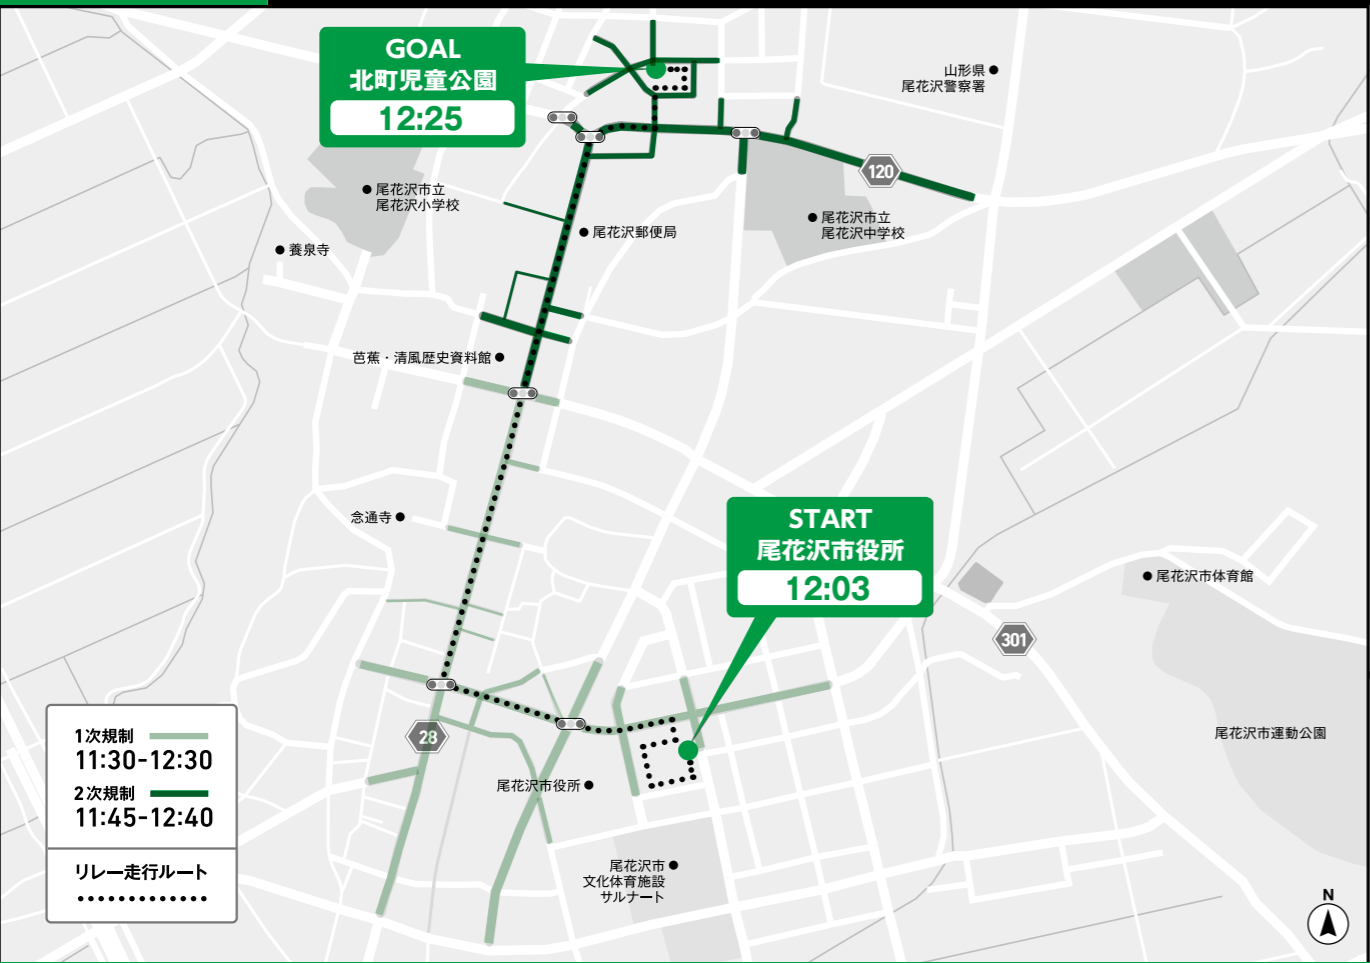 GOAL
北町児童公園
12:25
山形県
尾花沢警察署
120
尾花沢市立
尾花沢小学校
尾花沢市立
尾花沢中学校
尾花沢郵便局
養泉寺
芭蕉・清風歴史資料館
念通寺
START
尾花沢市役所
12:03
尾花沢市体育館
301
尾花沢市運動公園
28
尾花沢市役所
尾花沢市
文化体育施設
サルナート
1次規制
11:30-12:30
2次規制
11:45-12:40
リレー走行ルート
N